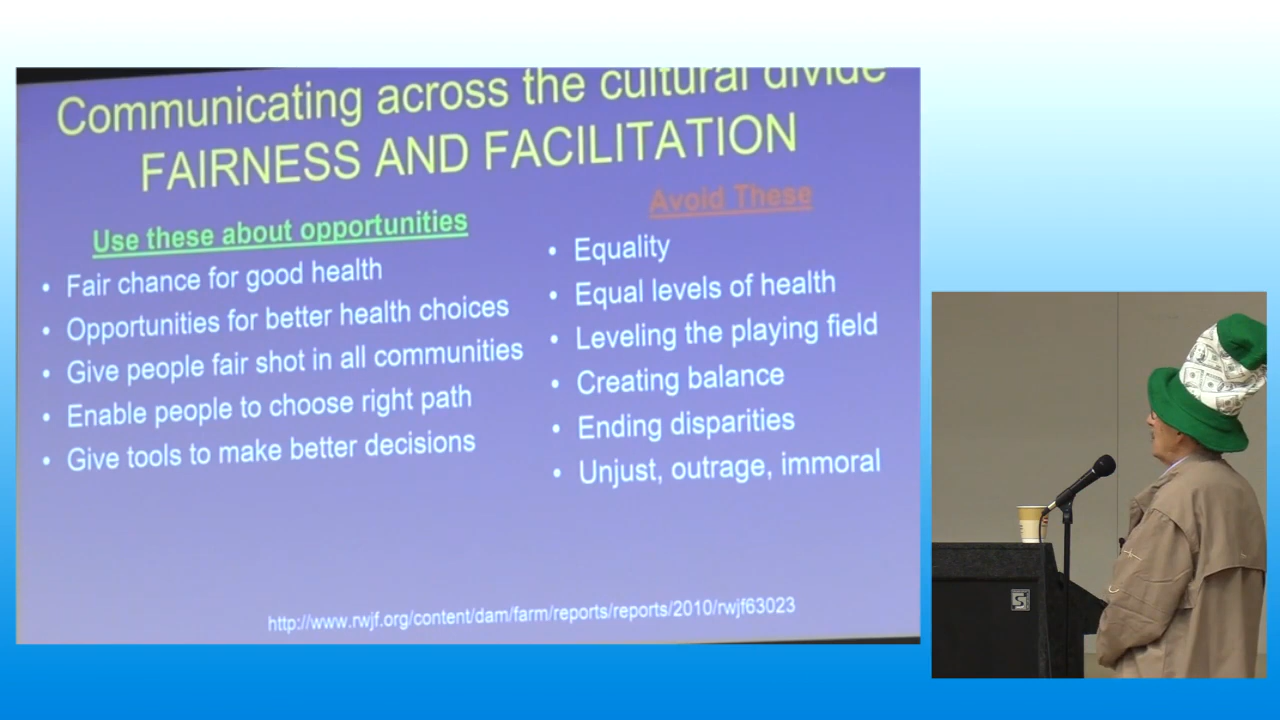 Communicating across the cultural divide
FAIRNESS AND FACILITATION
Use these about opportunities
• Fair chance for good health
• Opportunities for better health choices
• Give people fair shot in all communities
• Enable people to choose right path
• Give tools to make better decisions
Avoid These
• Equality
• Equal levels of health
• Leveling the playing field
• Creating balance
• Ending disparities
• Unjust, outrage, immoral
http://www.rwjf.org/content/dam/farm/reports/reports/2010/rwjf63023